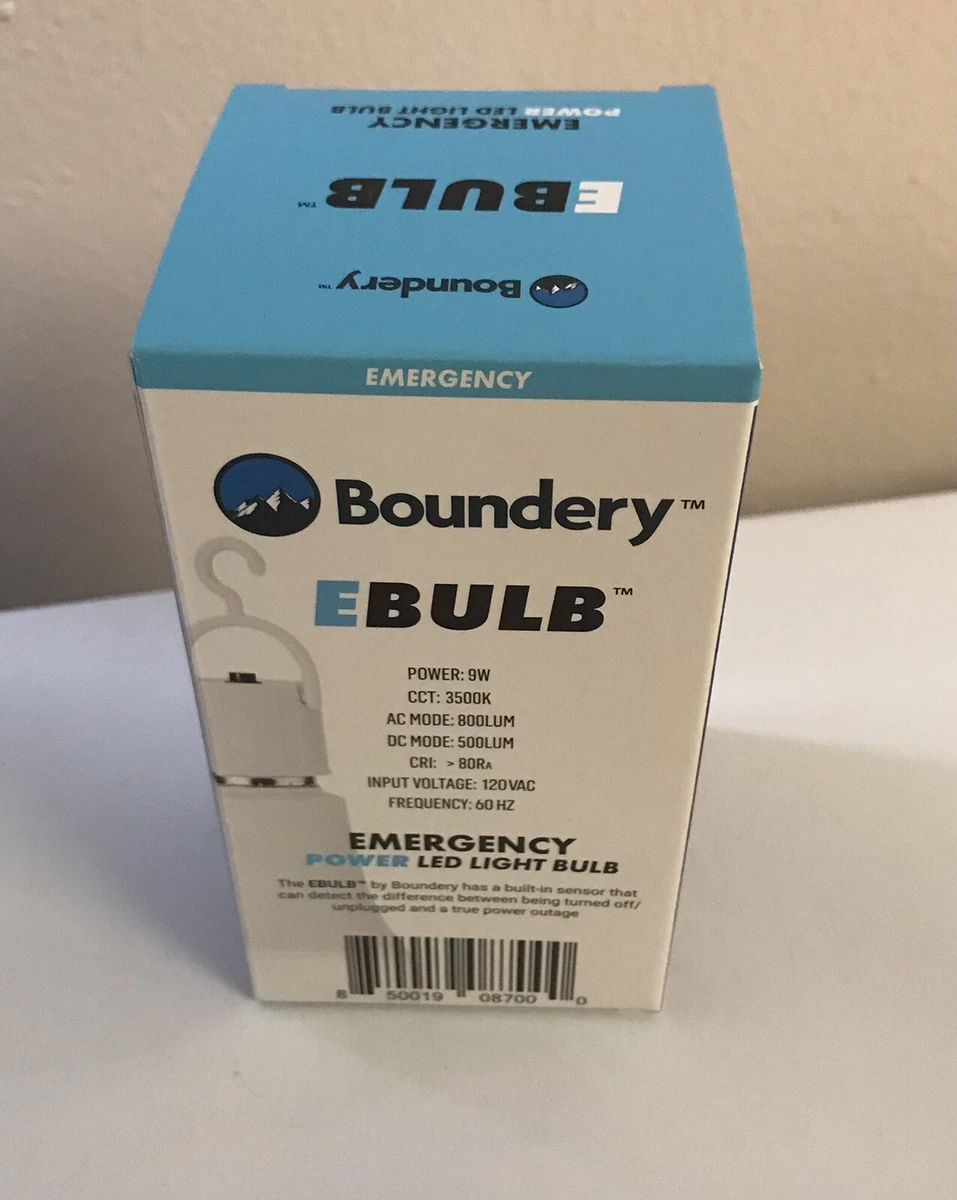 EMERGENCY
POWER LED LIGHT BULB
EBULB™
Boundery™
EMERGENCY
Boundery™
EBULB™
POWER: 9W
CCT: 3500K
AC MODE: 800LUM
DC MODE: 500LUM
CRI: > 80RA
INPUT VOLTAGE: 120VAC
FREQUENCY: 60 HZ
EMERGENCY
POWER LED LIGHT BULB
The EBULB™ by Boundery has a built-in sensor that
can detect the difference between being turned off/
unplugged and a true power outage
8 50019 08700 0